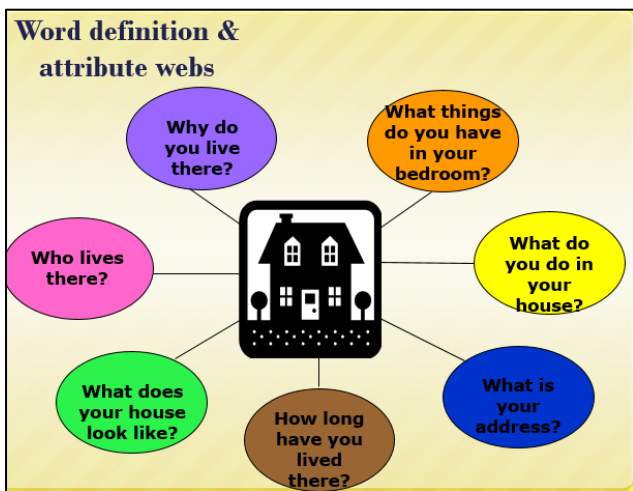 Word definition &
attribute webs
Why do
you live
there?
What things
do you have
in your
bedroom?
Who lives
there?
What do
you do in
your
house?
What does
your house
look like?
How long
have you
lived
there?
What is
your
address?